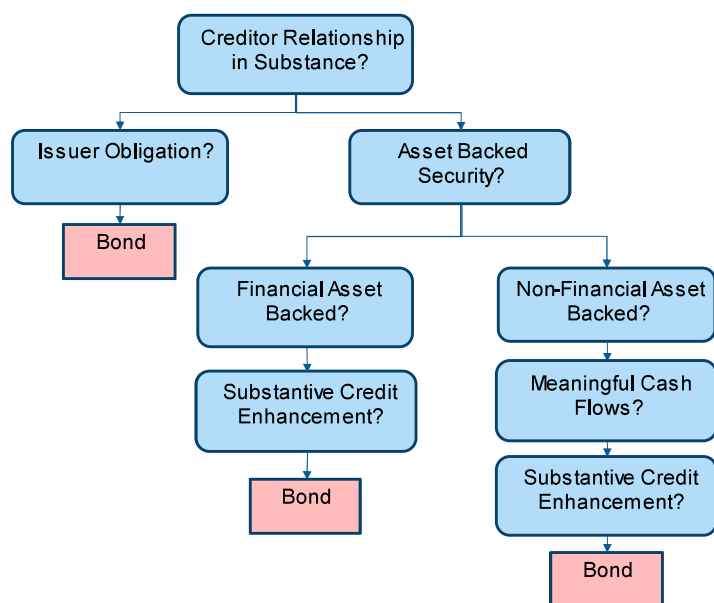 Creditor Relationship
in Substance?
Issuer Obligation?
Asset Backed
Security?
Bond
Financial Asset
Backed?
Non-Financial Asset
Backed?
Substantive Credit
Enhancement?
Meaningful Cash
Flows?
Bond
Substantive Credit
Enhancement?
Bond